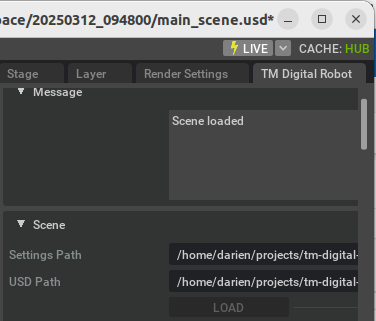 pace/20250312_094800/main_scene.usd*
LIVE CACHE: HUB
Stage Layer Render Settings TM Digital Robot
Message
Scene loaded
Scene
Settings Path /home/darien/projects/tm-digital-
USD Path /home/darien/projects/tm-digital-
LOAD